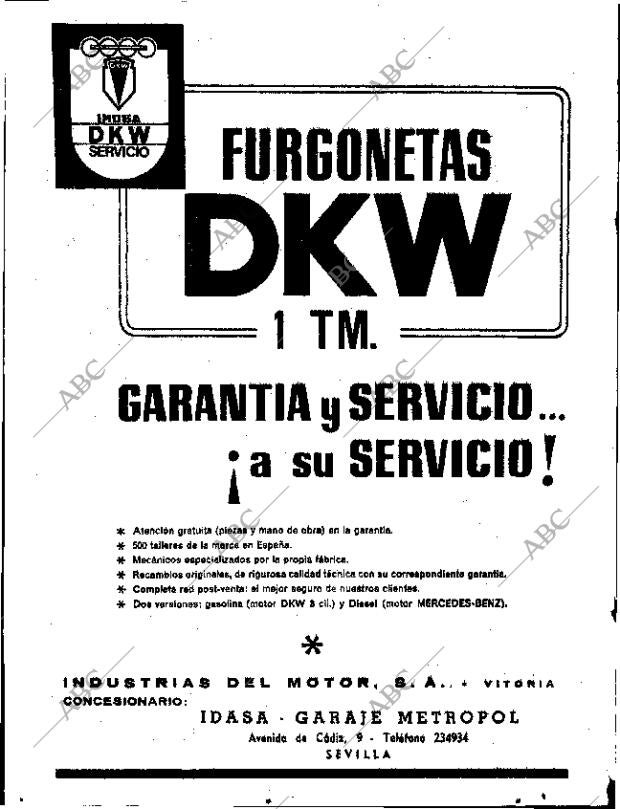 DKW
IMOSA
DKW
SERVICIO
FURGONETAS
DKW
1 TM.
GARANTIA y SERVICIO...
¡a su SERVICIO!
* Atención gratuita (piezas y mano de obra) en la garantía.
* 500 talleres de la marca en España.
* Mecánicos especializados por la propia fábrica.
* Recambios originales, de rigurosa calidad técnica con su correspondiente garantía.
* Completa red post-venta: el mejor seguro de nuestros clientes.
* Dos versiones: gasolina (motor DKW 3 cil.) y Diesel (motor MERCEDES-BENZ).
*
INDUSTRIAS DEL MOTOR, S. A. - VITORIA
CONCESIONARIO:
IDASA - GARAJE METROPOL
Avenida de Cádiz, 9 - Teléfono 234934
SEVILLA